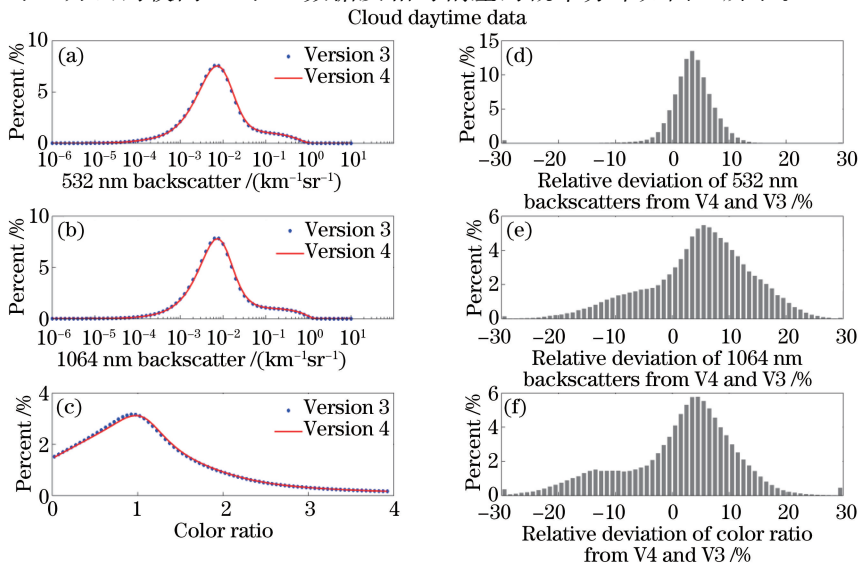 Cloud daytime data
(a)
Version 3
Version 4
Percent /%
10
5
0
10⁻⁶ 10⁻⁵ 10⁻⁴ 10⁻³ 10⁻² 10⁻¹ 10⁰ 10¹
532 nm backscatter /(km⁻¹sr⁻¹)
(d)
Percent /%
15
10
5
0
−30 −20 −10 0 10 20 30
Relative deviation of 532 nm
backscatters from V4 and V3 /%
(b)
Version 3
Version 4
Percent /%
10
5
0
10⁻⁶ 10⁻⁵ 10⁻⁴ 10⁻³ 10⁻² 10⁻¹ 10⁰ 10¹
1064 nm backscatter /(km⁻¹sr⁻¹)
(e)
Percent /%
6
4
2
0
−30 −20 −10 0 10 20 30
Relative deviation of 1064 nm
backscatters from V4 and V3 /%
(c)
Version 3
Version 4
Percent /%
4
2
0
0 1 2 3 4
Color ratio
(f)
Percent /%
6
4
2
0
−30 −20 −10 0 10 20 30
Relative deviation of color ratio
from V4 and V3 /%